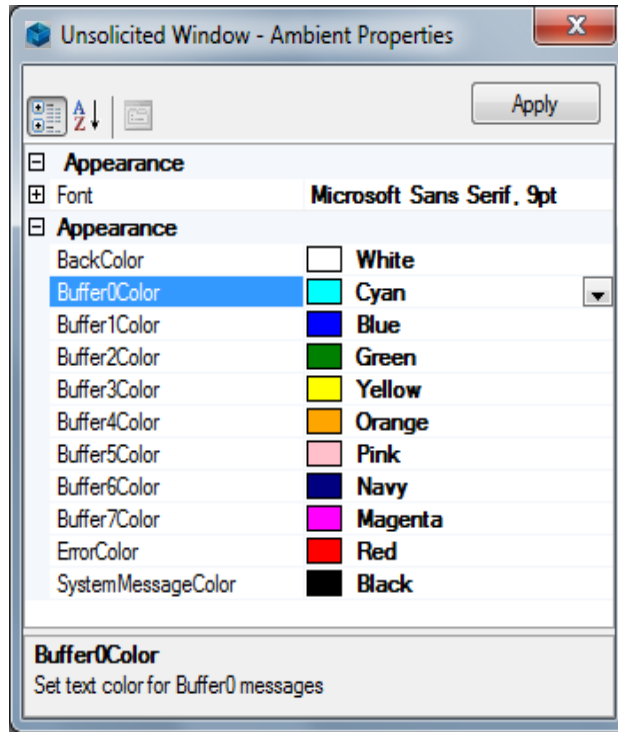 Unsolicited Window - Ambient Properties
X
A
Z
Apply
Appearance
Font Microsoft Sans Serif, 9pt
Appearance
BackColor White
Buffer0Color Cyan
Buffer1Color Blue
Buffer2Color Green
Buffer3Color Yellow
Buffer4Color Orange
Buffer5Color Pink
Buffer6Color Navy
Buffer7Color Magenta
ErrorColor Red
SystemMessageColor Black
Buffer0Color
Set text color for Buffer0 messages